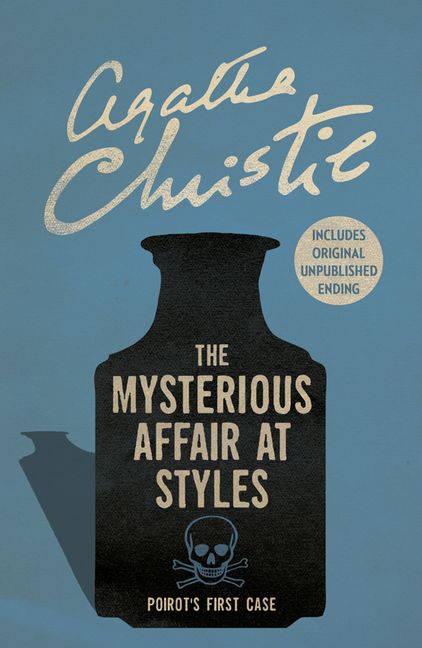 Agatha
Christie
INCLUDES
ORIGINAL
UNPUBLISHED
ENDING
THE
MYSTERIOUS
AFFAIR AT
STYLES
POIROT'S FIRST CASE